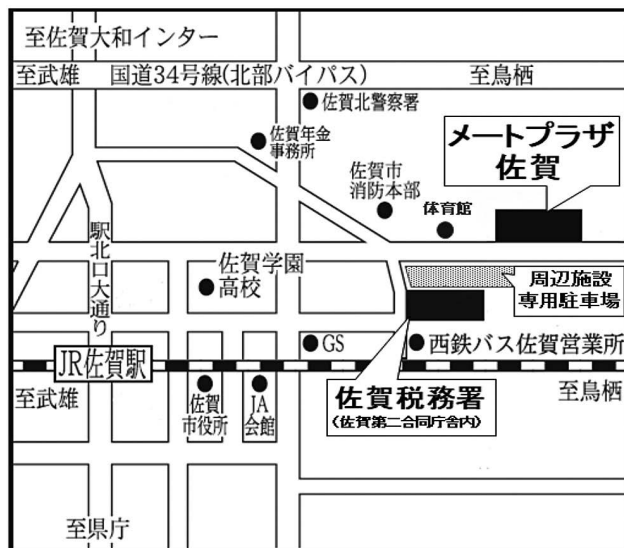 至佐賀大和インター
至武雄
国道34号線(北部バイパス)
至鳥栖
佐賀北警察署
佐賀年金
事務所
メートプラザ
佐賀
佐賀市
消防本部
体育館
駅北口大通り
佐賀学園
高校
周辺施設
専用駐車場
GS
西鉄バス佐賀営業所
JR佐賀駅
至武雄
佐賀
市役所
JA
会館
佐賀税務署
(佐賀第二合同庁舎内)
至鳥栖
至県庁